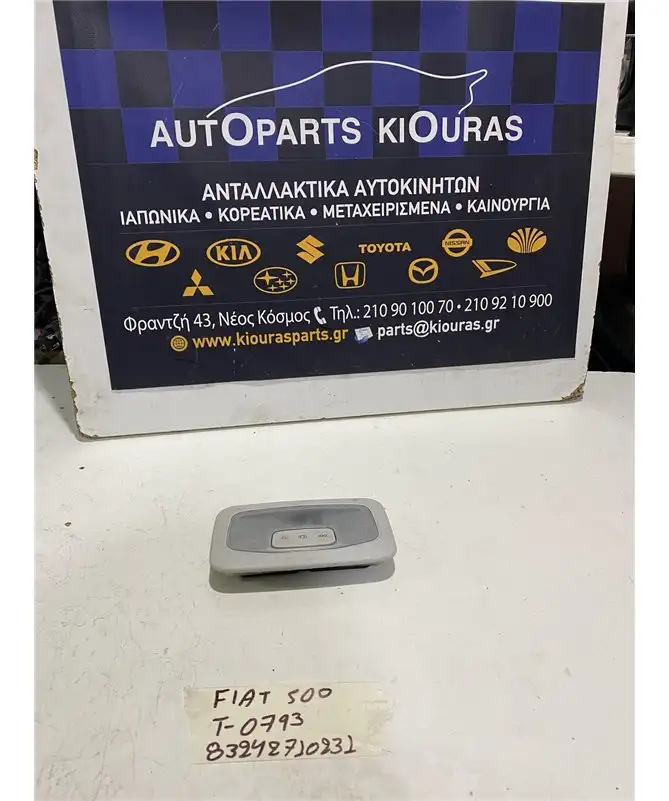 AUTOPARTS KIOURAS
ΑΝΤΑΛΛΑΚΤΙΚΑ ΑΥΤΟΚΙΝΗΤΩΝ
ΙΑΠΩΝΙΚΑ • ΚΟΡΕΑΤΙΚΑ • ΜΕΤΑΧΕΙΡΙΣΜΕΝΑ • ΚΑΙΝΟΥΡΓΙΑ
KIA TOYOTA NISSAN
Φραντζή 43, Νέος Κόσμος Τηλ.: 210 90 100 70 • 210 92 10 900
www.kiourasparts.gr parts@kiouras.gr
FIAT 500
T-0793
83248710231